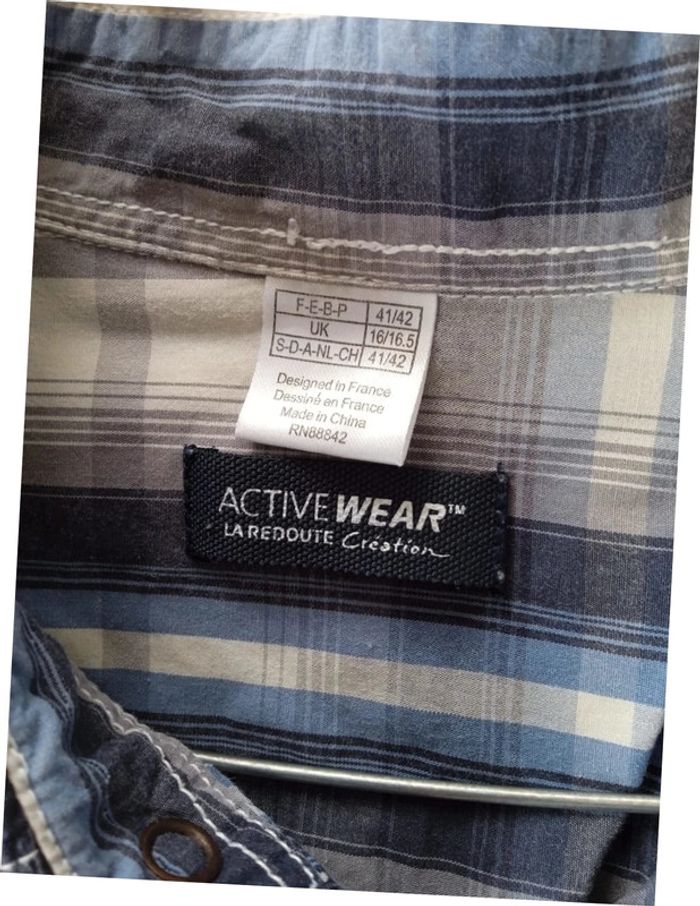 F-E-B-P 41/42
UK 16/16.5
S-D-A-NL-CH 41/42
Designed in France
Dessiné en France
Made in China
RN88842
ACTIVE WEAR™
LA REDOUTE Création